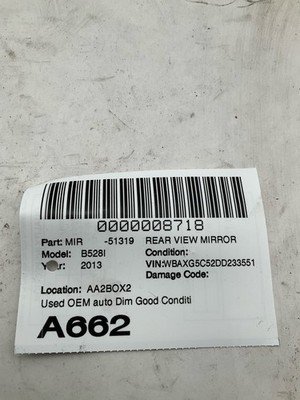 0000008718
Part: MIR -51319 REAR VIEW MIRROR
Model: B528I Condition:
Year: 2013 VIN:WBAXG5C52DD233551
Damage Code:
Location: AA2BOX2
Used OEM auto Dim Good Conditi
A662